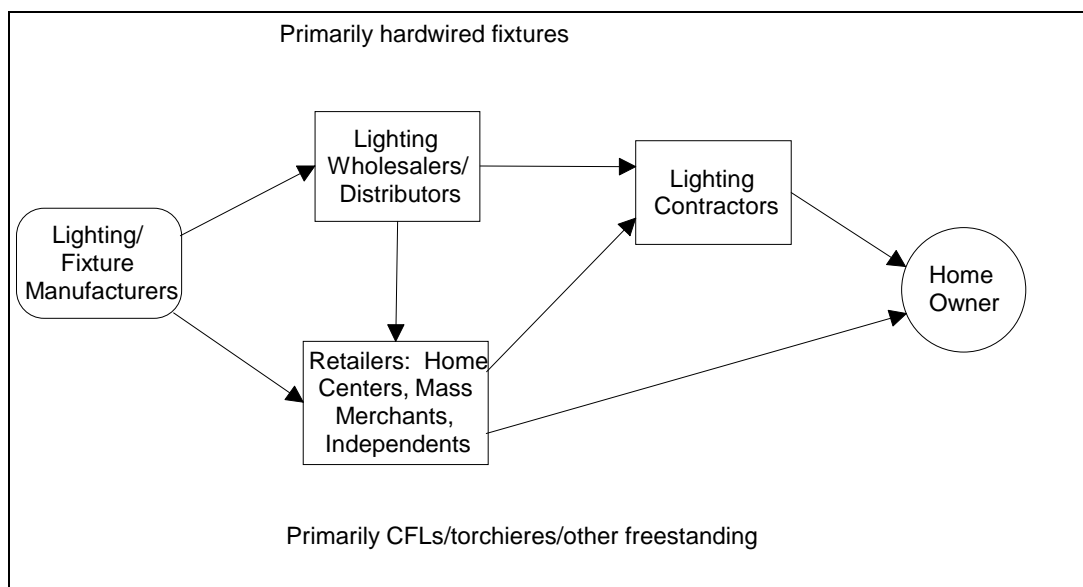 Primarily hardwired fixtures
Lighting
Wholesalers/
Distributors
Lighting
Contractors
Lighting/
Fixture
Manufacturers
Home
Owner
Retailers: Home
Centers, Mass
Merchants,
Independents
Primarily CFLs/torchieres/other freestanding